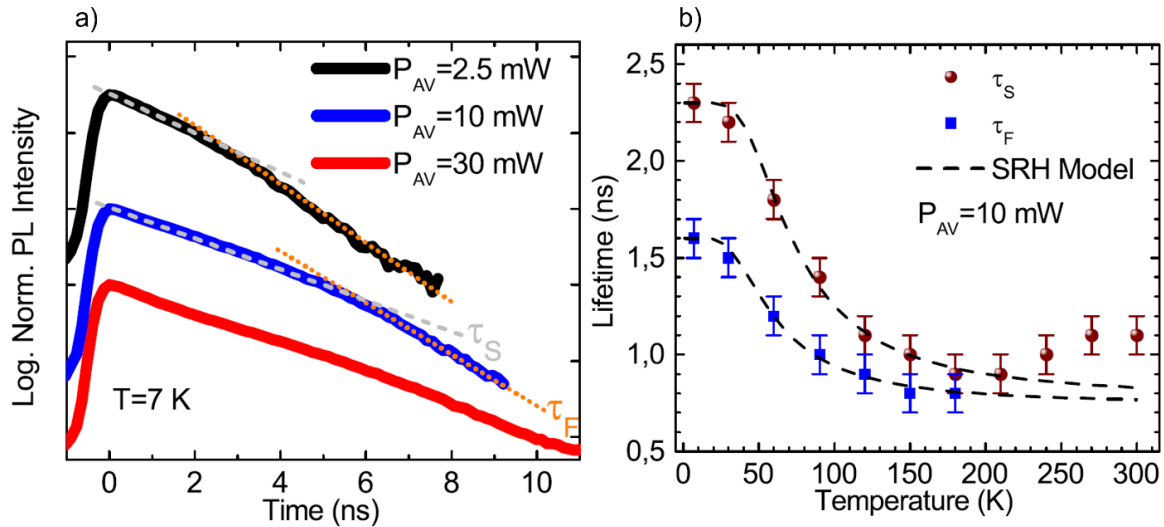 a)
Log. Norm. PL Intensity
P_AV=2.5 mW
P_AV=10 mW
P_AV=30 mW
τ_S
τ_F
T=7 K
0 2 4 6 8 10
Time (ns)
b)
Lifetime (ns)
2,5
2,0
1,5
1,0
0,5
τ_S
τ_F
SRH Model
P_AV=10 mW
0 50 100 150 200 250 300
Temperature (K)